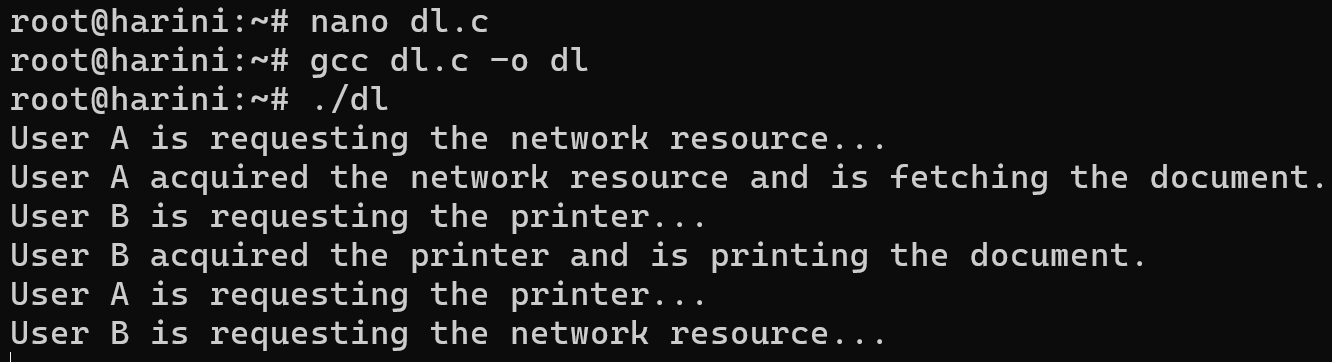 root@harini:~# nano dl.c
root@harini:~# gcc dl.c -o dl
root@harini:~# ./dl
User A is requesting the network resource...
User A acquired the network resource and is fetching the document.
User B is requesting the printer...
User B acquired the printer and is printing the document.
User A is requesting the printer...
User B is requesting the network resource...